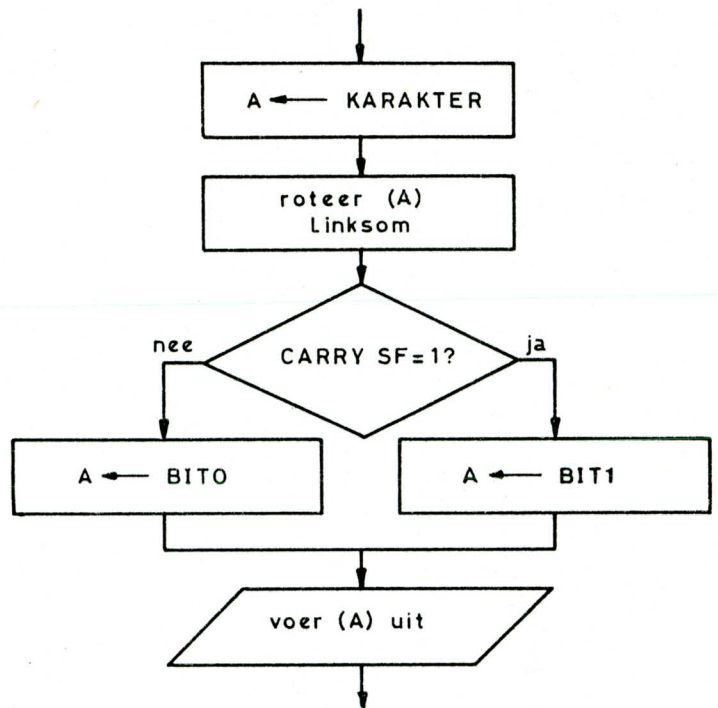 A ← KARAKTER
roteer (A)
Linksom
CARRY SF=1?
nee
ja
A ← BIT0
A ← BIT1
voer (A) uit